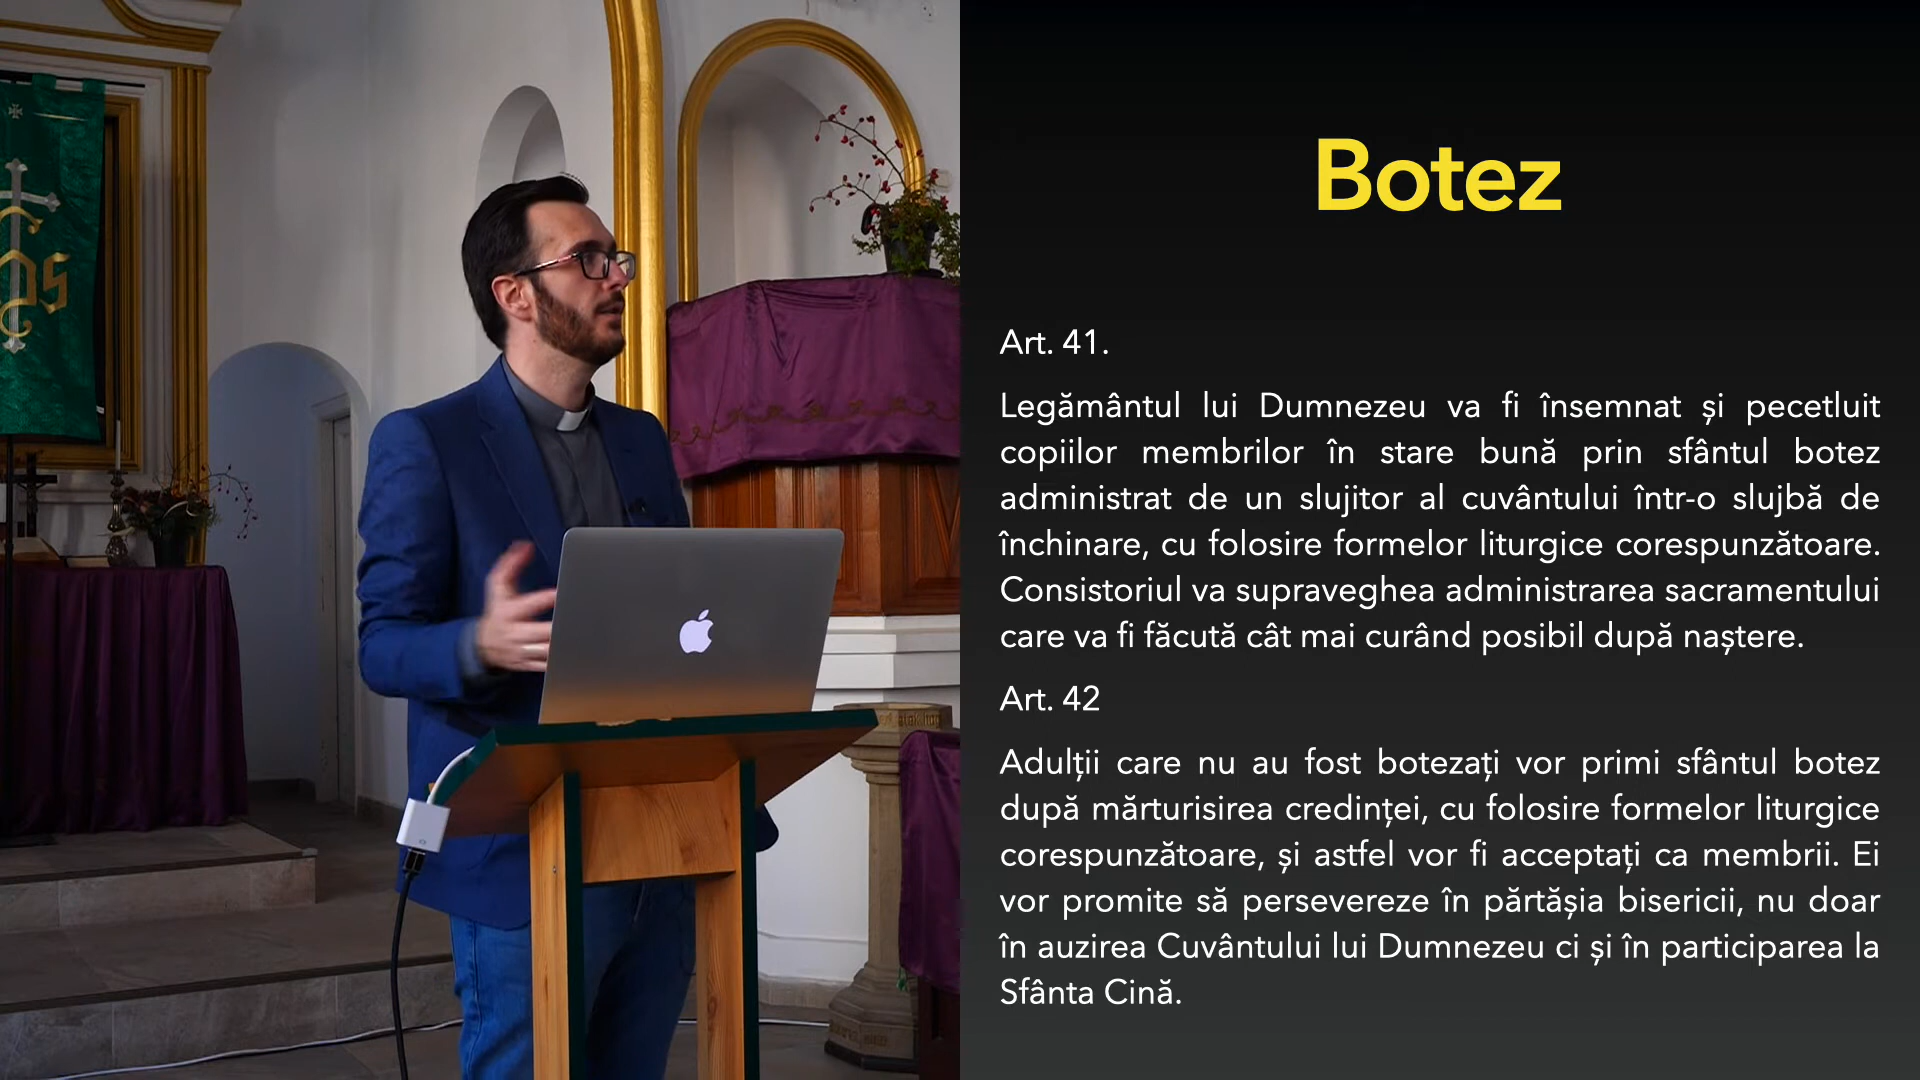 Botez
Art. 41.
Legământul lui Dumnezeu va fi însemnat și pecetluit
copiilor membrilor în stare bună prin sfântul botez
administrat de un slujitor al cuvântului într-o slujbă de
închinare, cu folosire formelor liturgice corespunzătoare.
Consistoriul va supraveghea administrarea sacramentului
care va fi făcută cât mai curând posibil după naștere.
Art. 42
Adulții care nu au fost botezați vor primi sfântul botez
după mărturisirea credinței, cu folosire formelor liturgice
corespunzătoare, și astfel vor fi acceptați ca membrii. Ei
vor promite să persevereze în părtășia bisericii, nu doar
în auzirea Cuvântului lui Dumnezeu ci și în participarea la
Sfânta Cină.